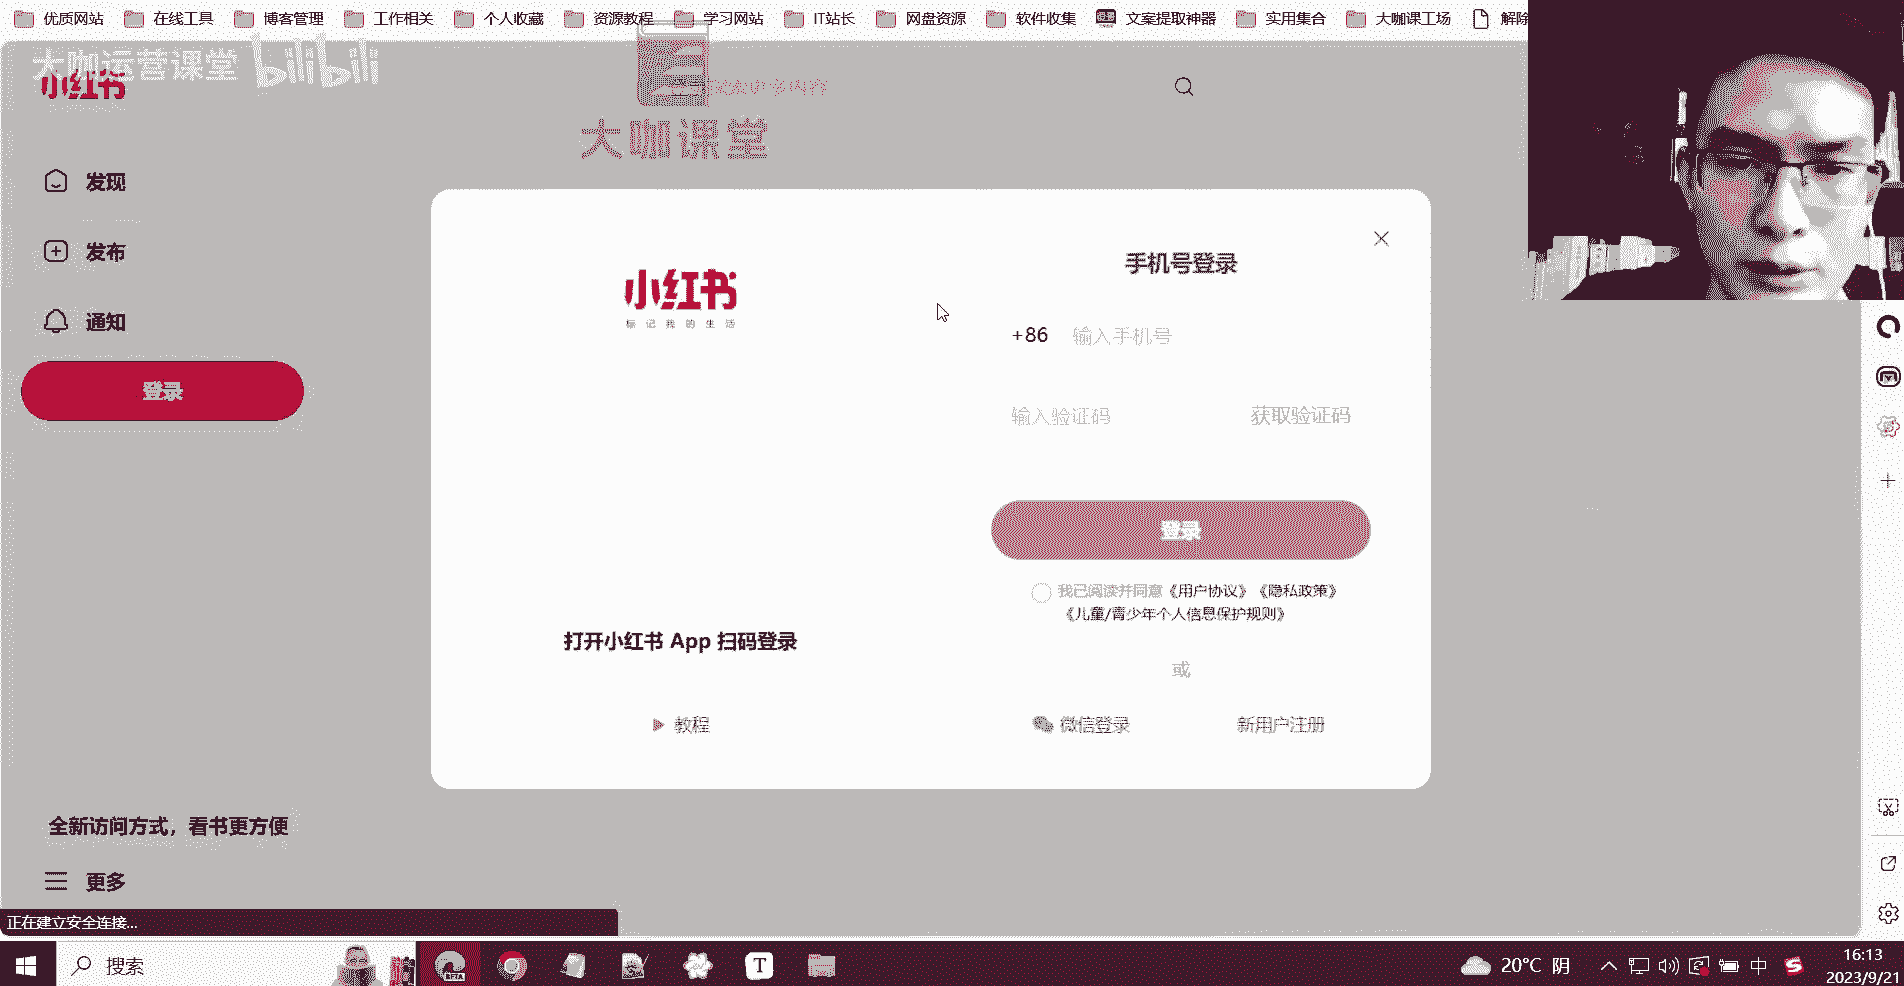 优质网站 在线工具 博客管理 工作相关 个人收藏 资源教程 学习网站 IT站长 网盘资源 软件收集 文案提取神器 实用集合 大咖课工场 解除
大咖运营课堂 bilibili
小红书
大咖课堂
发现
发布
通知
登录
小红书
标记我的生活
打开小红书 App 扫码登录
教程
手机号登录
+86 输入手机号
输入验证码 获取验证码
登录
我已阅读并同意《用户协议》《隐私政策》
《儿童/青少年个人信息保护规则》
或
微信登录 新用户注册
全新访问方式，看书更方便
更多
正在建立安全连接...
搜索
BETA
T
20°C 阴
中
16:13
2023/9/21